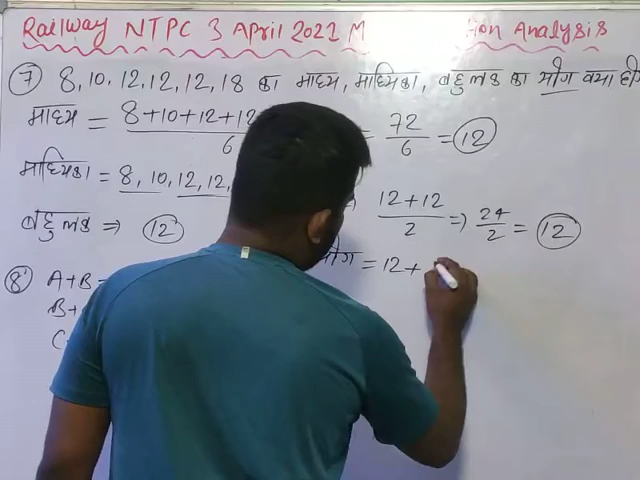 Railway NTPC 3 April 2022 M ion Analysis
7 8, 10, 12, 12, 12, 18 का माध्य, माध्यिका, बहुलक का योग क्या
माध्य = 8+10+12+12 / 6 = 72/6 = 12
माध्यिका = 8, 10, 12, 12, 12+12/2 => 24/2 = 12
बहुलक => 12
योग = 12+
8 A+B=
B+